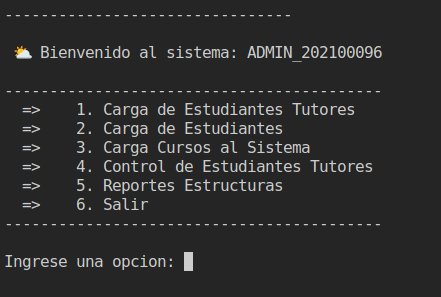 --------------------------------
⛅ Bienvenido al sistema: ADMIN_202100096
---------------------------------------------
=> 1. Carga de Estudiantes Tutores
=> 2. Carga de Estudiantes
=> 3. Carga Cursos al Sistema
=> 4. Control de Estudiantes Tutores
=> 5. Reportes Estructuras
=> 6. Salir
---------------------------------------------
Ingrese una opcion: